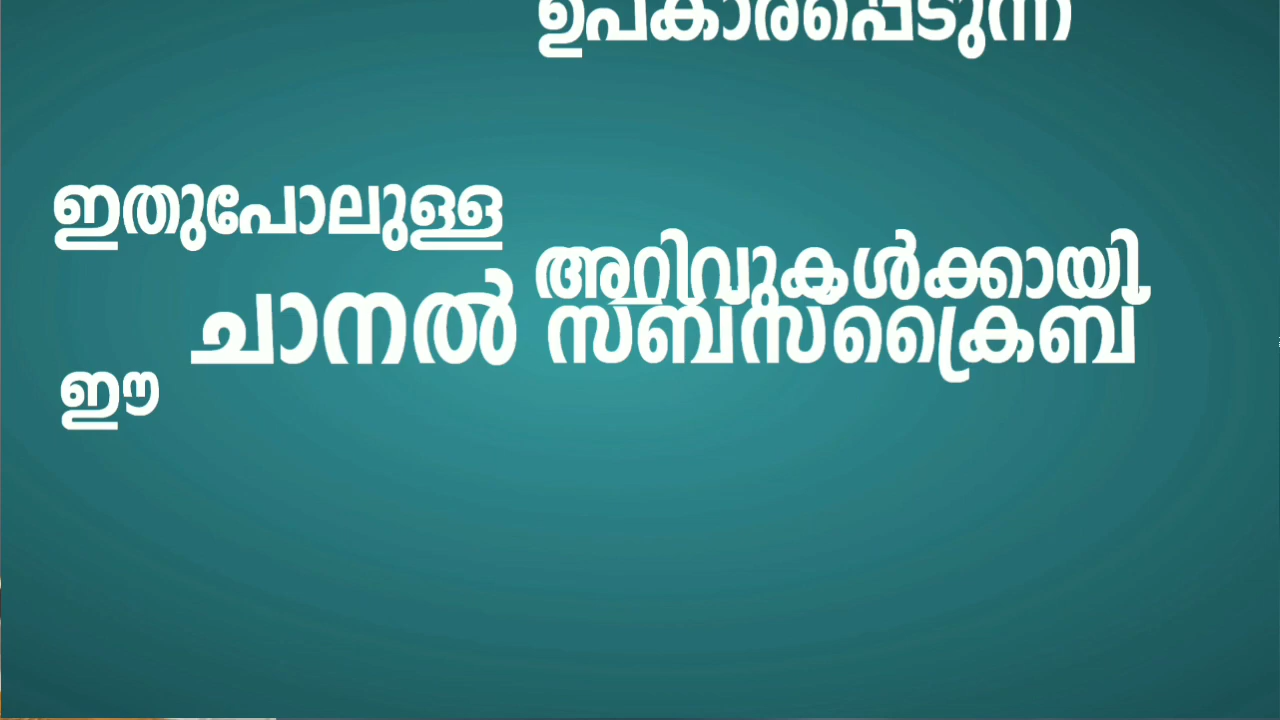 ഉപകാരപ്പെടുന്ന
ഇതുപോലുള്ള
അറിവുകൾക്കായി
ചാനൽ സബ്സ്ക്രൈബ്
ഈ